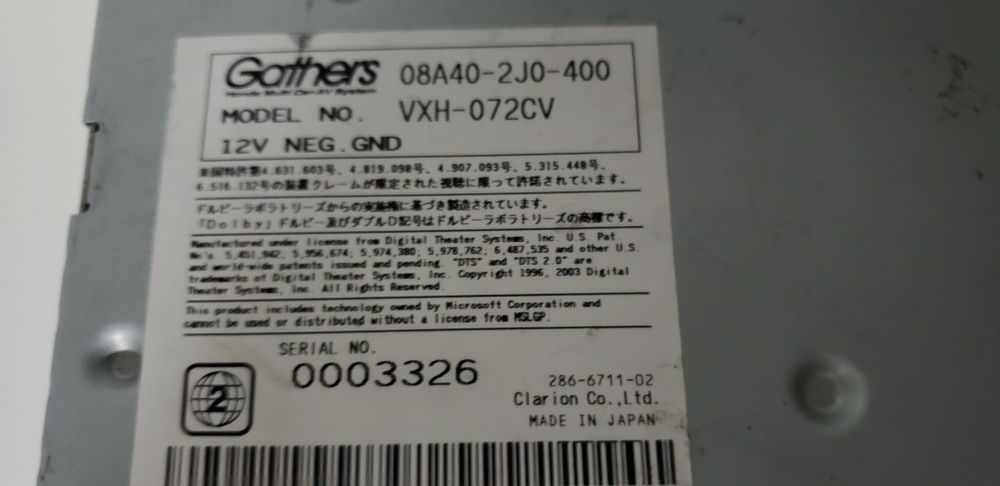 Gathers 08A40-2J0-400
Honda Multi Car-AV System
MODEL NO. VXH-072CV
12V NEG.GND
米国特許第4.631.603号、4.819.098号、4.907.093号、5.315.448号、
6.516.132号の装置クレームが限定された視聴に限って許諾されています。
ドルビーラボラトリーズからの実施権に基づき製造されています。
「Dolby」ドルビー及びダブルD記号はドルビーラボラトリーズの商標です。
Manufactured under license from Digital Theater Systems, Inc. U.S. Pat.
No's 5,451,942; 5,956,674; 5,974,380; 5,978,762; 6,487,535 and other U.S.
and world-wide patents issued and pending. "DTS" and "DTS 2.0" are
trademarks of Digital Theater Systems, Inc. Copyright 1996, 2003 Digital
Theater Systems, Inc. All Rights Reserved.
This product includes technology owned by Microsoft Corporation and
cannot be used or distributed without a license from MSLGP.
SERIAL NO.
0003326
2
286-6711-02
Clarion Co.,Ltd.
MADE IN JAPAN